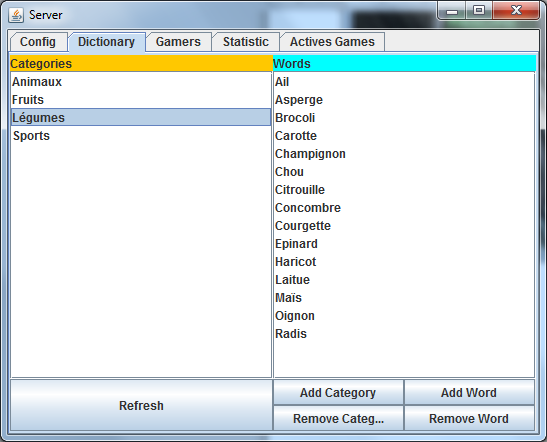 Server
Config Dictionary Gamers Statistic Actives Games
Categories
Animaux
Fruits
Légumes
Sports
Words
Ail
Asperge
Brocoli
Carotte
Champignon
Chou
Citrouille
Concombre
Courgette
Epinard
Haricot
Laitue
Maïs
Oignon
Radis
Refresh
Add Category Add Word
Remove Categ... Remove Word